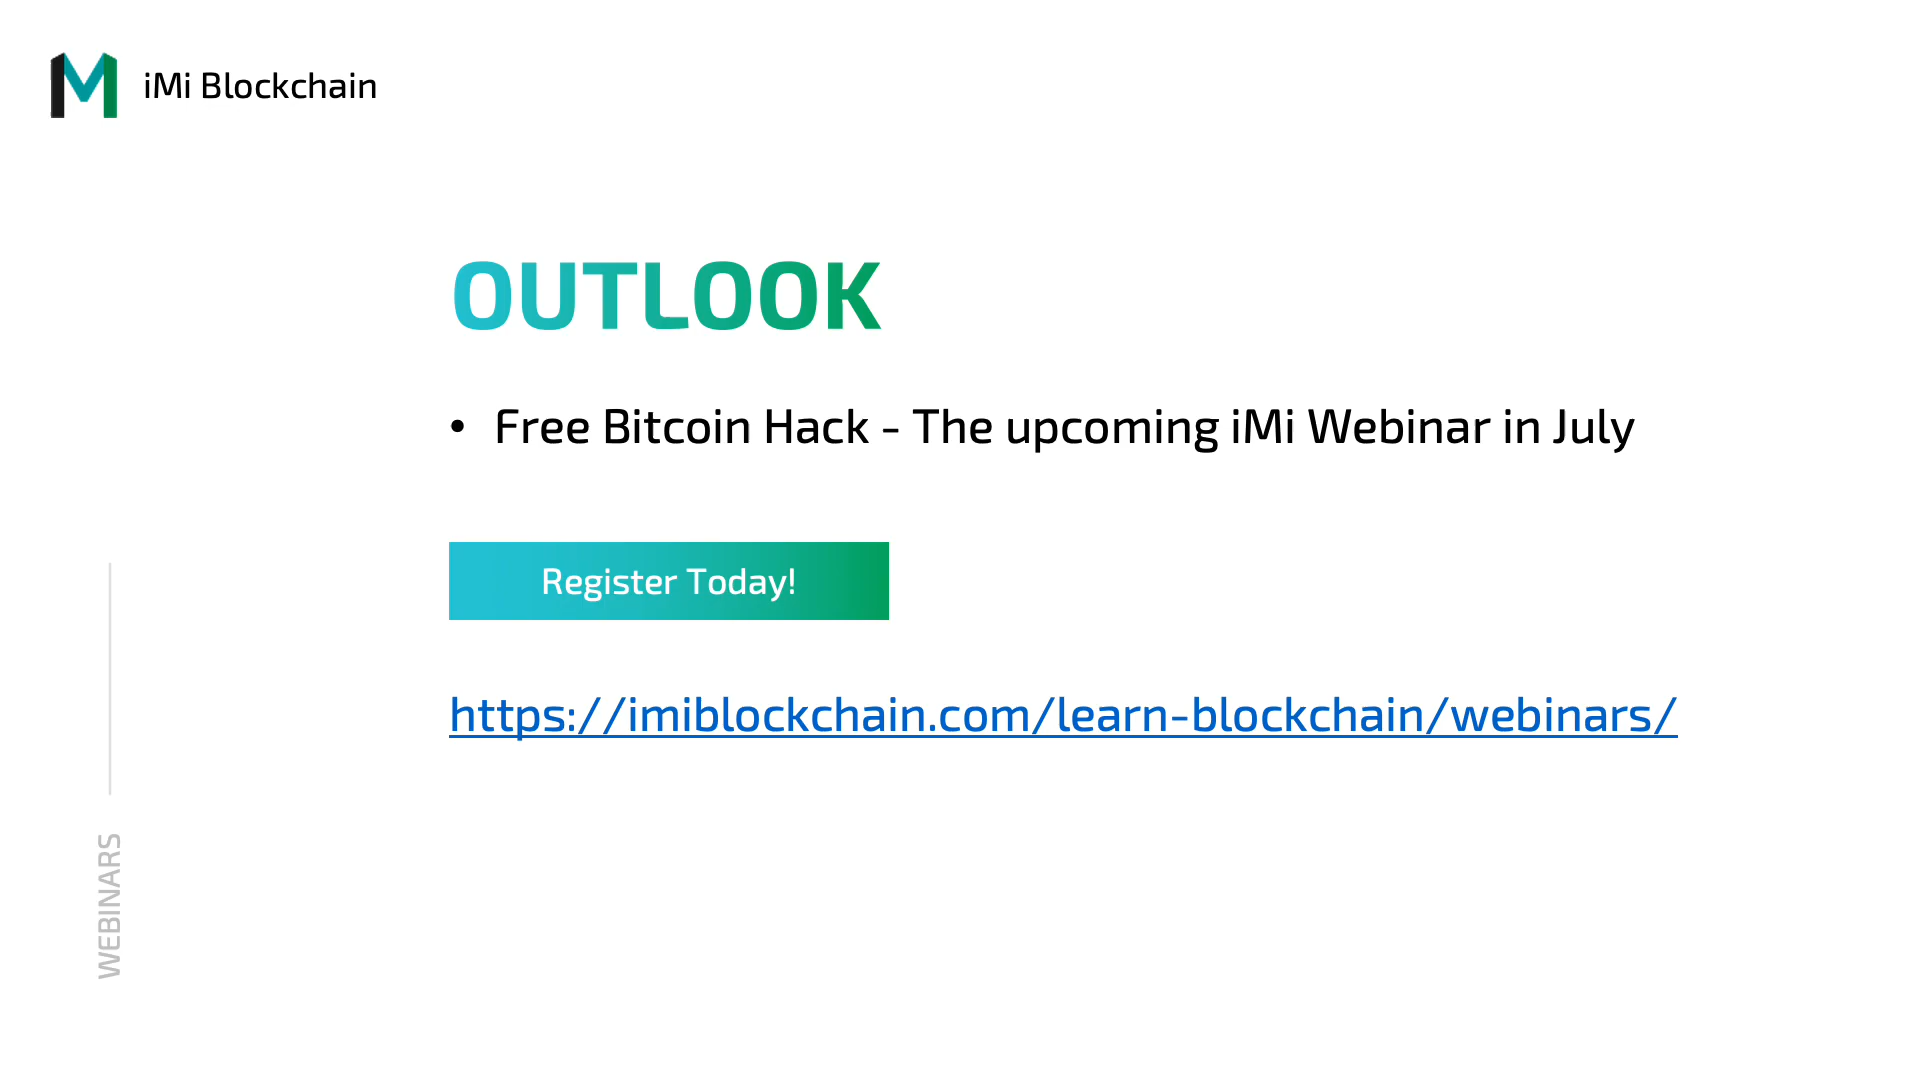 iMi Blockchain
OUTLOOK
• Free Bitcoin Hack - The upcoming iMi Webinar in July
Register Today!
https://imiblockchain.com/learn-blockchain/webinars/
WEBINARS